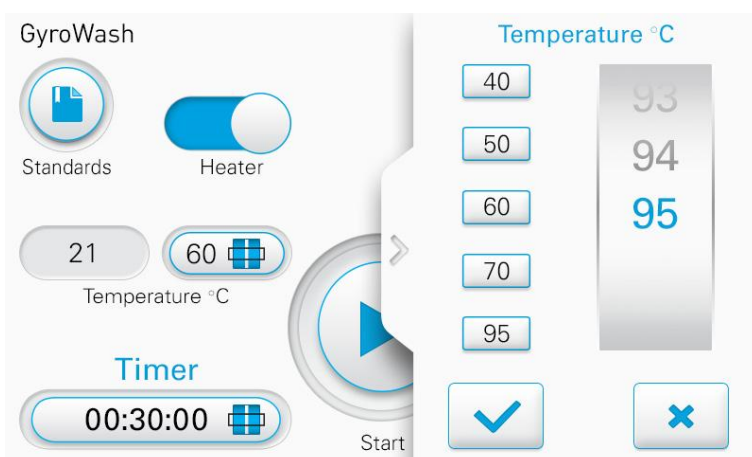 GyroWash
Standards
Heater
21
60
Temperature °C
Timer
00:30:00
Start
Temperature °C
40
50
60
70
95
93
94
95